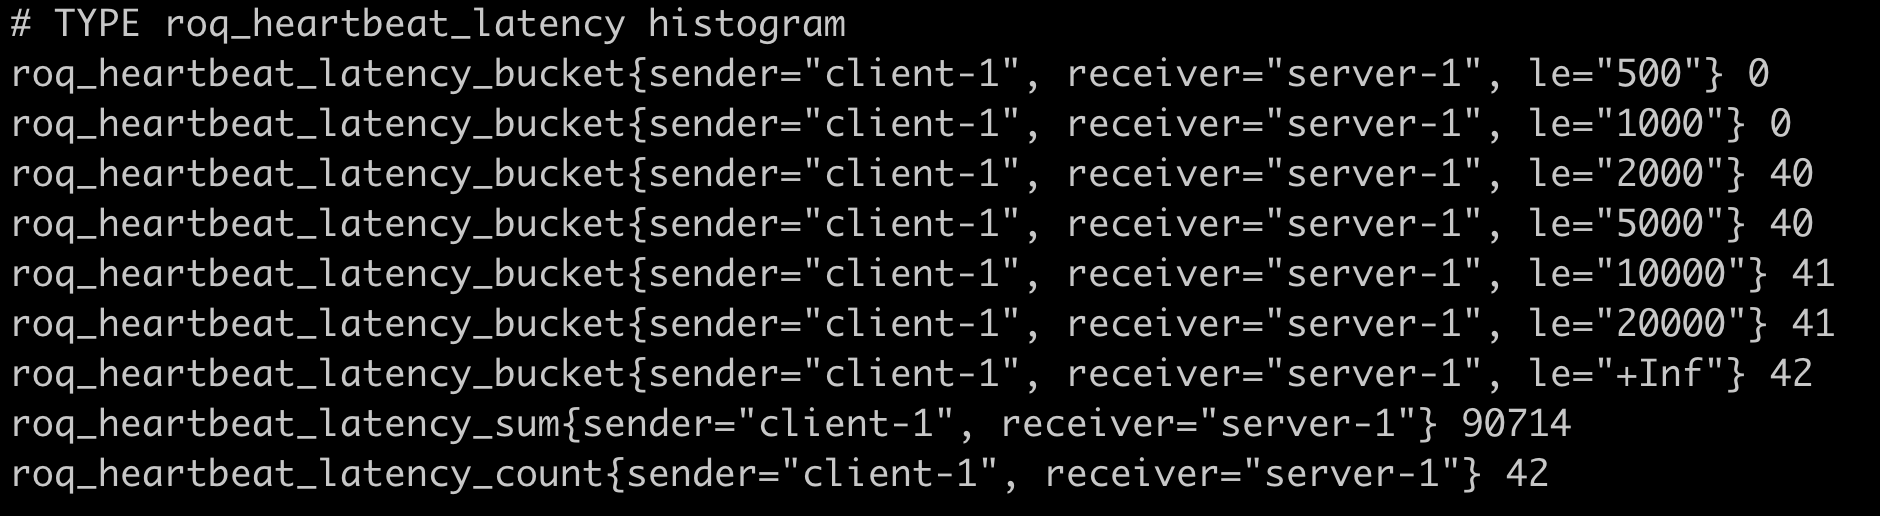 # TYPE roq_heartbeat_latency histogram
roq_heartbeat_latency_bucket{sender="client-1", receiver="server-1", le="500"} 0
roq_heartbeat_latency_bucket{sender="client-1", receiver="server-1", le="1000"} 0
roq_heartbeat_latency_bucket{sender="client-1", receiver="server-1", le="2000"} 40
roq_heartbeat_latency_bucket{sender="client-1", receiver="server-1", le="5000"} 40
roq_heartbeat_latency_bucket{sender="client-1", receiver="server-1", le="10000"} 41
roq_heartbeat_latency_bucket{sender="client-1", receiver="server-1", le="20000"} 41
roq_heartbeat_latency_bucket{sender="client-1", receiver="server-1", le="+Inf"} 42
roq_heartbeat_latency_sum{sender="client-1", receiver="server-1"} 90714
roq_heartbeat_latency_count{sender="client-1", receiver="server-1"} 42